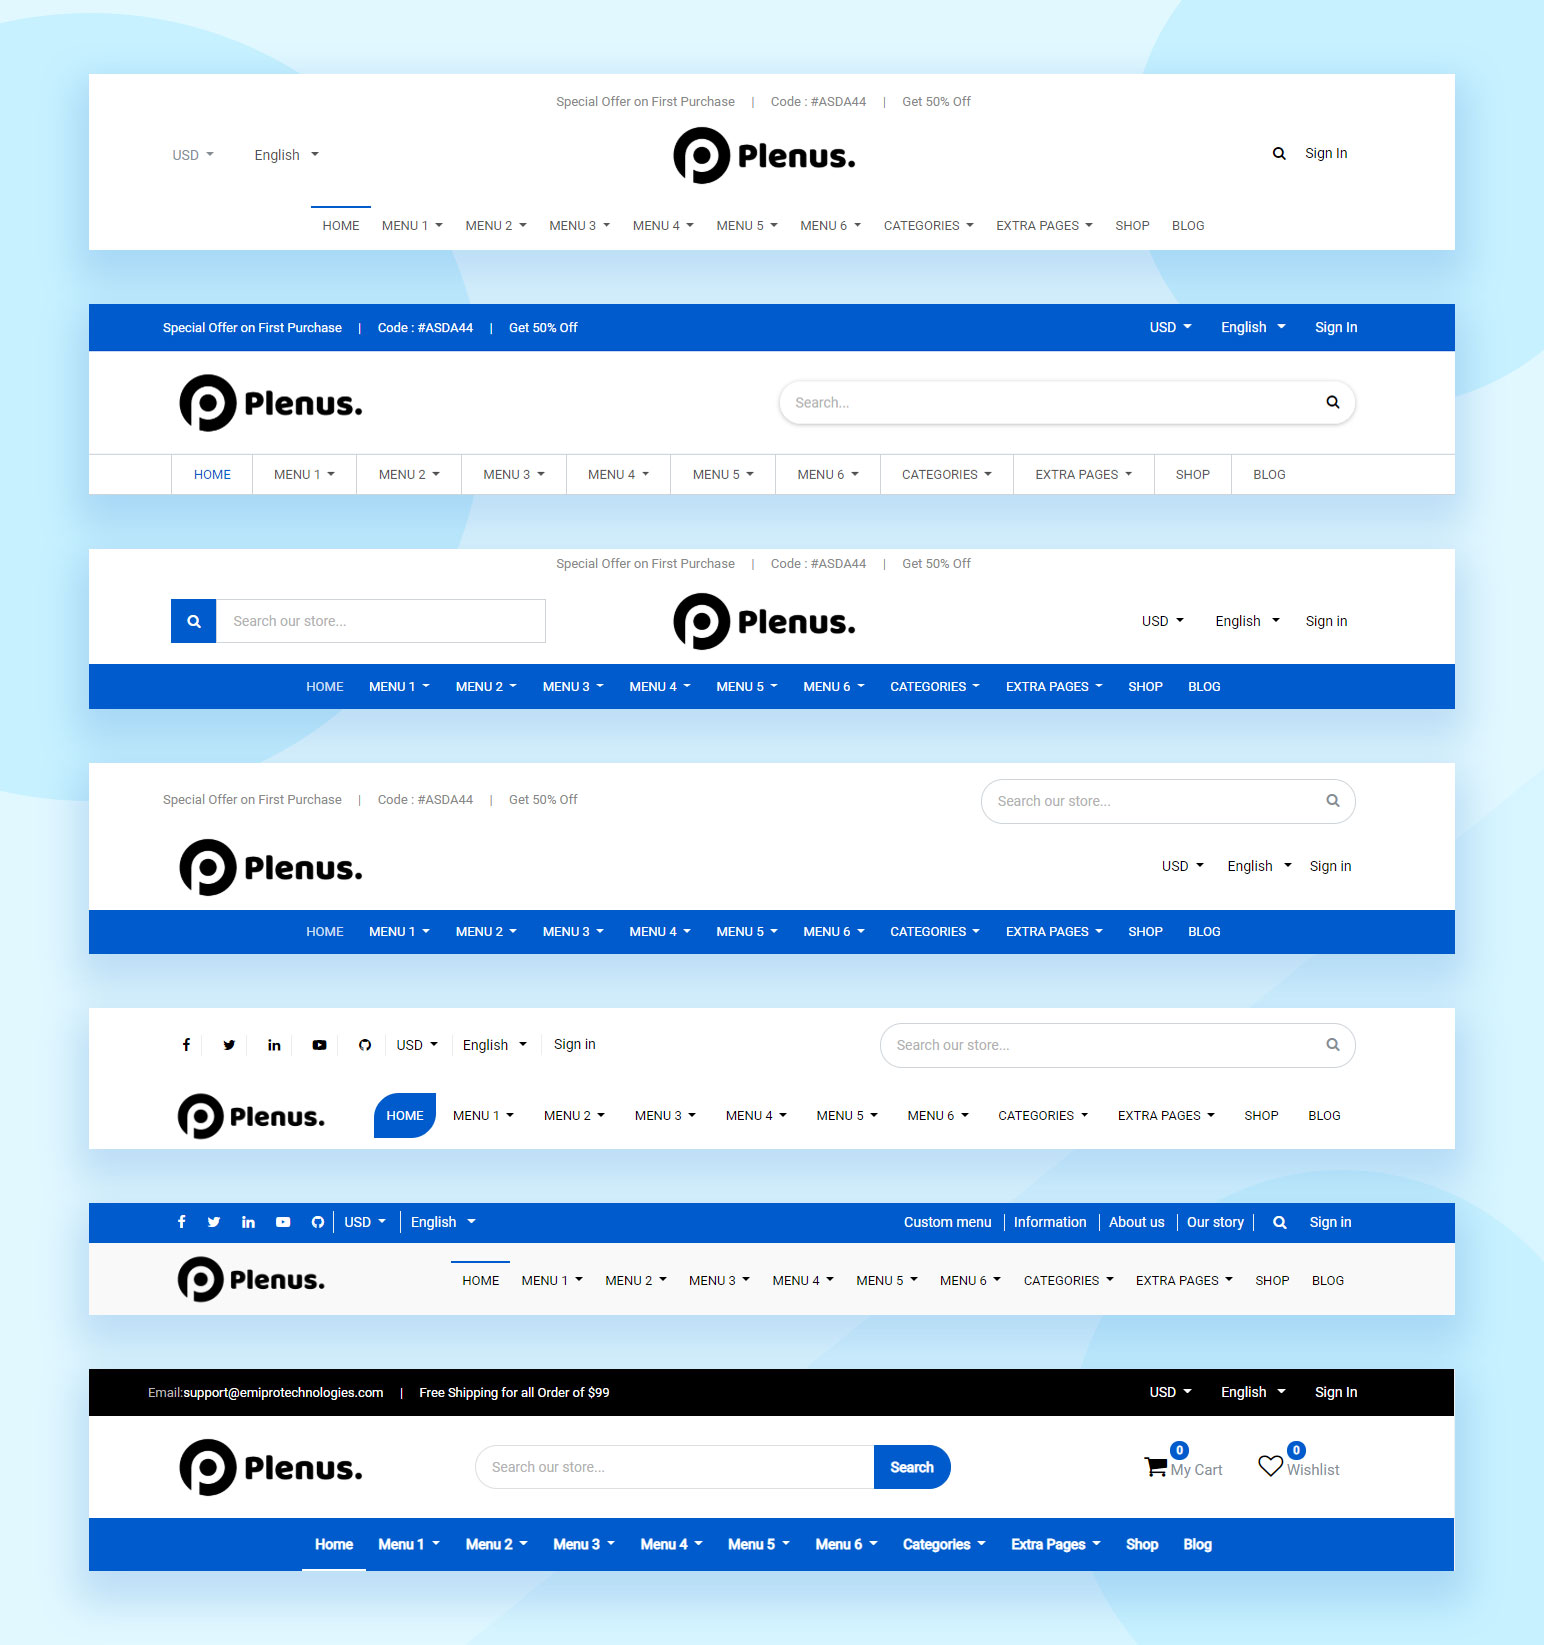 Special Offer on First Purchase | Code : #ASDA44 | Get 50% Off
USD English Plenus. Sign In
HOME MENU 1 MENU 2 MENU 3 MENU 4 MENU 5 MENU 6 CATEGORIES EXTRA PAGES SHOP BLOG
Special Offer on First Purchase | Code : #ASDA44 | Get 50% Off USD English Sign In
Plenus. Search...
HOME MENU 1 MENU 2 MENU 3 MENU 4 MENU 5 MENU 6 CATEGORIES EXTRA PAGES SHOP BLOG
Special Offer on First Purchase | Code : #ASDA44 | Get 50% Off
Search our store... Plenus. USD English Sign in
HOME MENU 1 MENU 2 MENU 3 MENU 4 MENU 5 MENU 6 CATEGORIES EXTRA PAGES SHOP BLOG
Special Offer on First Purchase | Code : #ASDA44 | Get 50% Off Search our store...
Plenus. USD English Sign in
HOME MENU 1 MENU 2 MENU 3 MENU 4 MENU 5 MENU 6 CATEGORIES EXTRA PAGES SHOP BLOG
USD English Sign in Search our store...
Plenus. HOME MENU 1 MENU 2 MENU 3 MENU 4 MENU 5 MENU 6 CATEGORIES EXTRA PAGES SHOP BLOG
USD English Custom menu Information About us Our story Sign in
Plenus. HOME MENU 1 MENU 2 MENU 3 MENU 4 MENU 5 MENU 6 CATEGORIES EXTRA PAGES SHOP BLOG
Email:support@emiprotechnologies.com | Free Shipping for all Order of $99 USD English Sign In
Plenus. Search our store... Search 0 My Cart 0 Wishlist
Home Menu 1 Menu 2 Menu 3 Menu 4 Menu 5 Menu 6 Categories Extra Pages Shop Blog